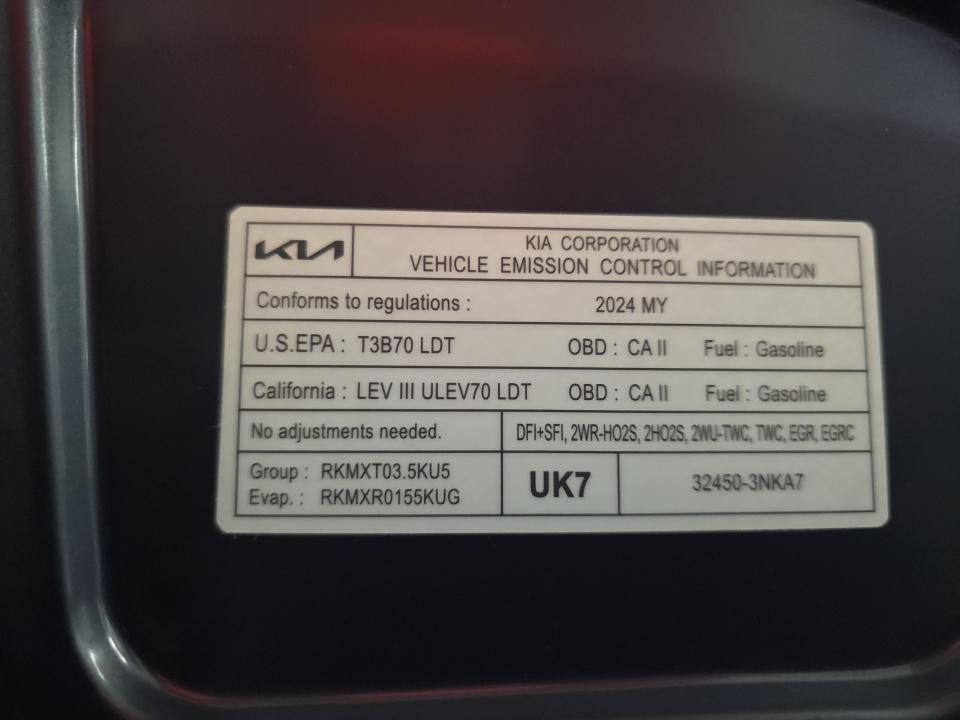 KIA
KIA CORPORATION
VEHICLE EMISSION CONTROL INFORMATION
Conforms to regulations : 2024 MY
U.S.EPA : T3B70 LDT OBD : CA II Fuel : Gasoline
California : LEV III ULEV70 LDT OBD : CA II Fuel : Gasoline
No adjustments needed. DFI+SFI, 2WR-HO2S, 2HO2S, 2WU-TWC, TWC, EGR, EGRC
Group : RKMXT03.5KU5
Evap. : RKMXR0155KUG
UK7
32450-3NKA7